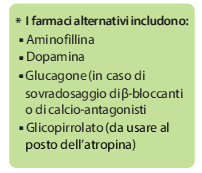 * I farmaci alternativi includono:
▪ Aminofillina
▪ Dopamina
▪ Glucagone (in caso di
sovradosaggio di β-bloccanti
o di calcio-antagonisti
▪ Glicopirrolato (da usare al
posto dell'atropina)